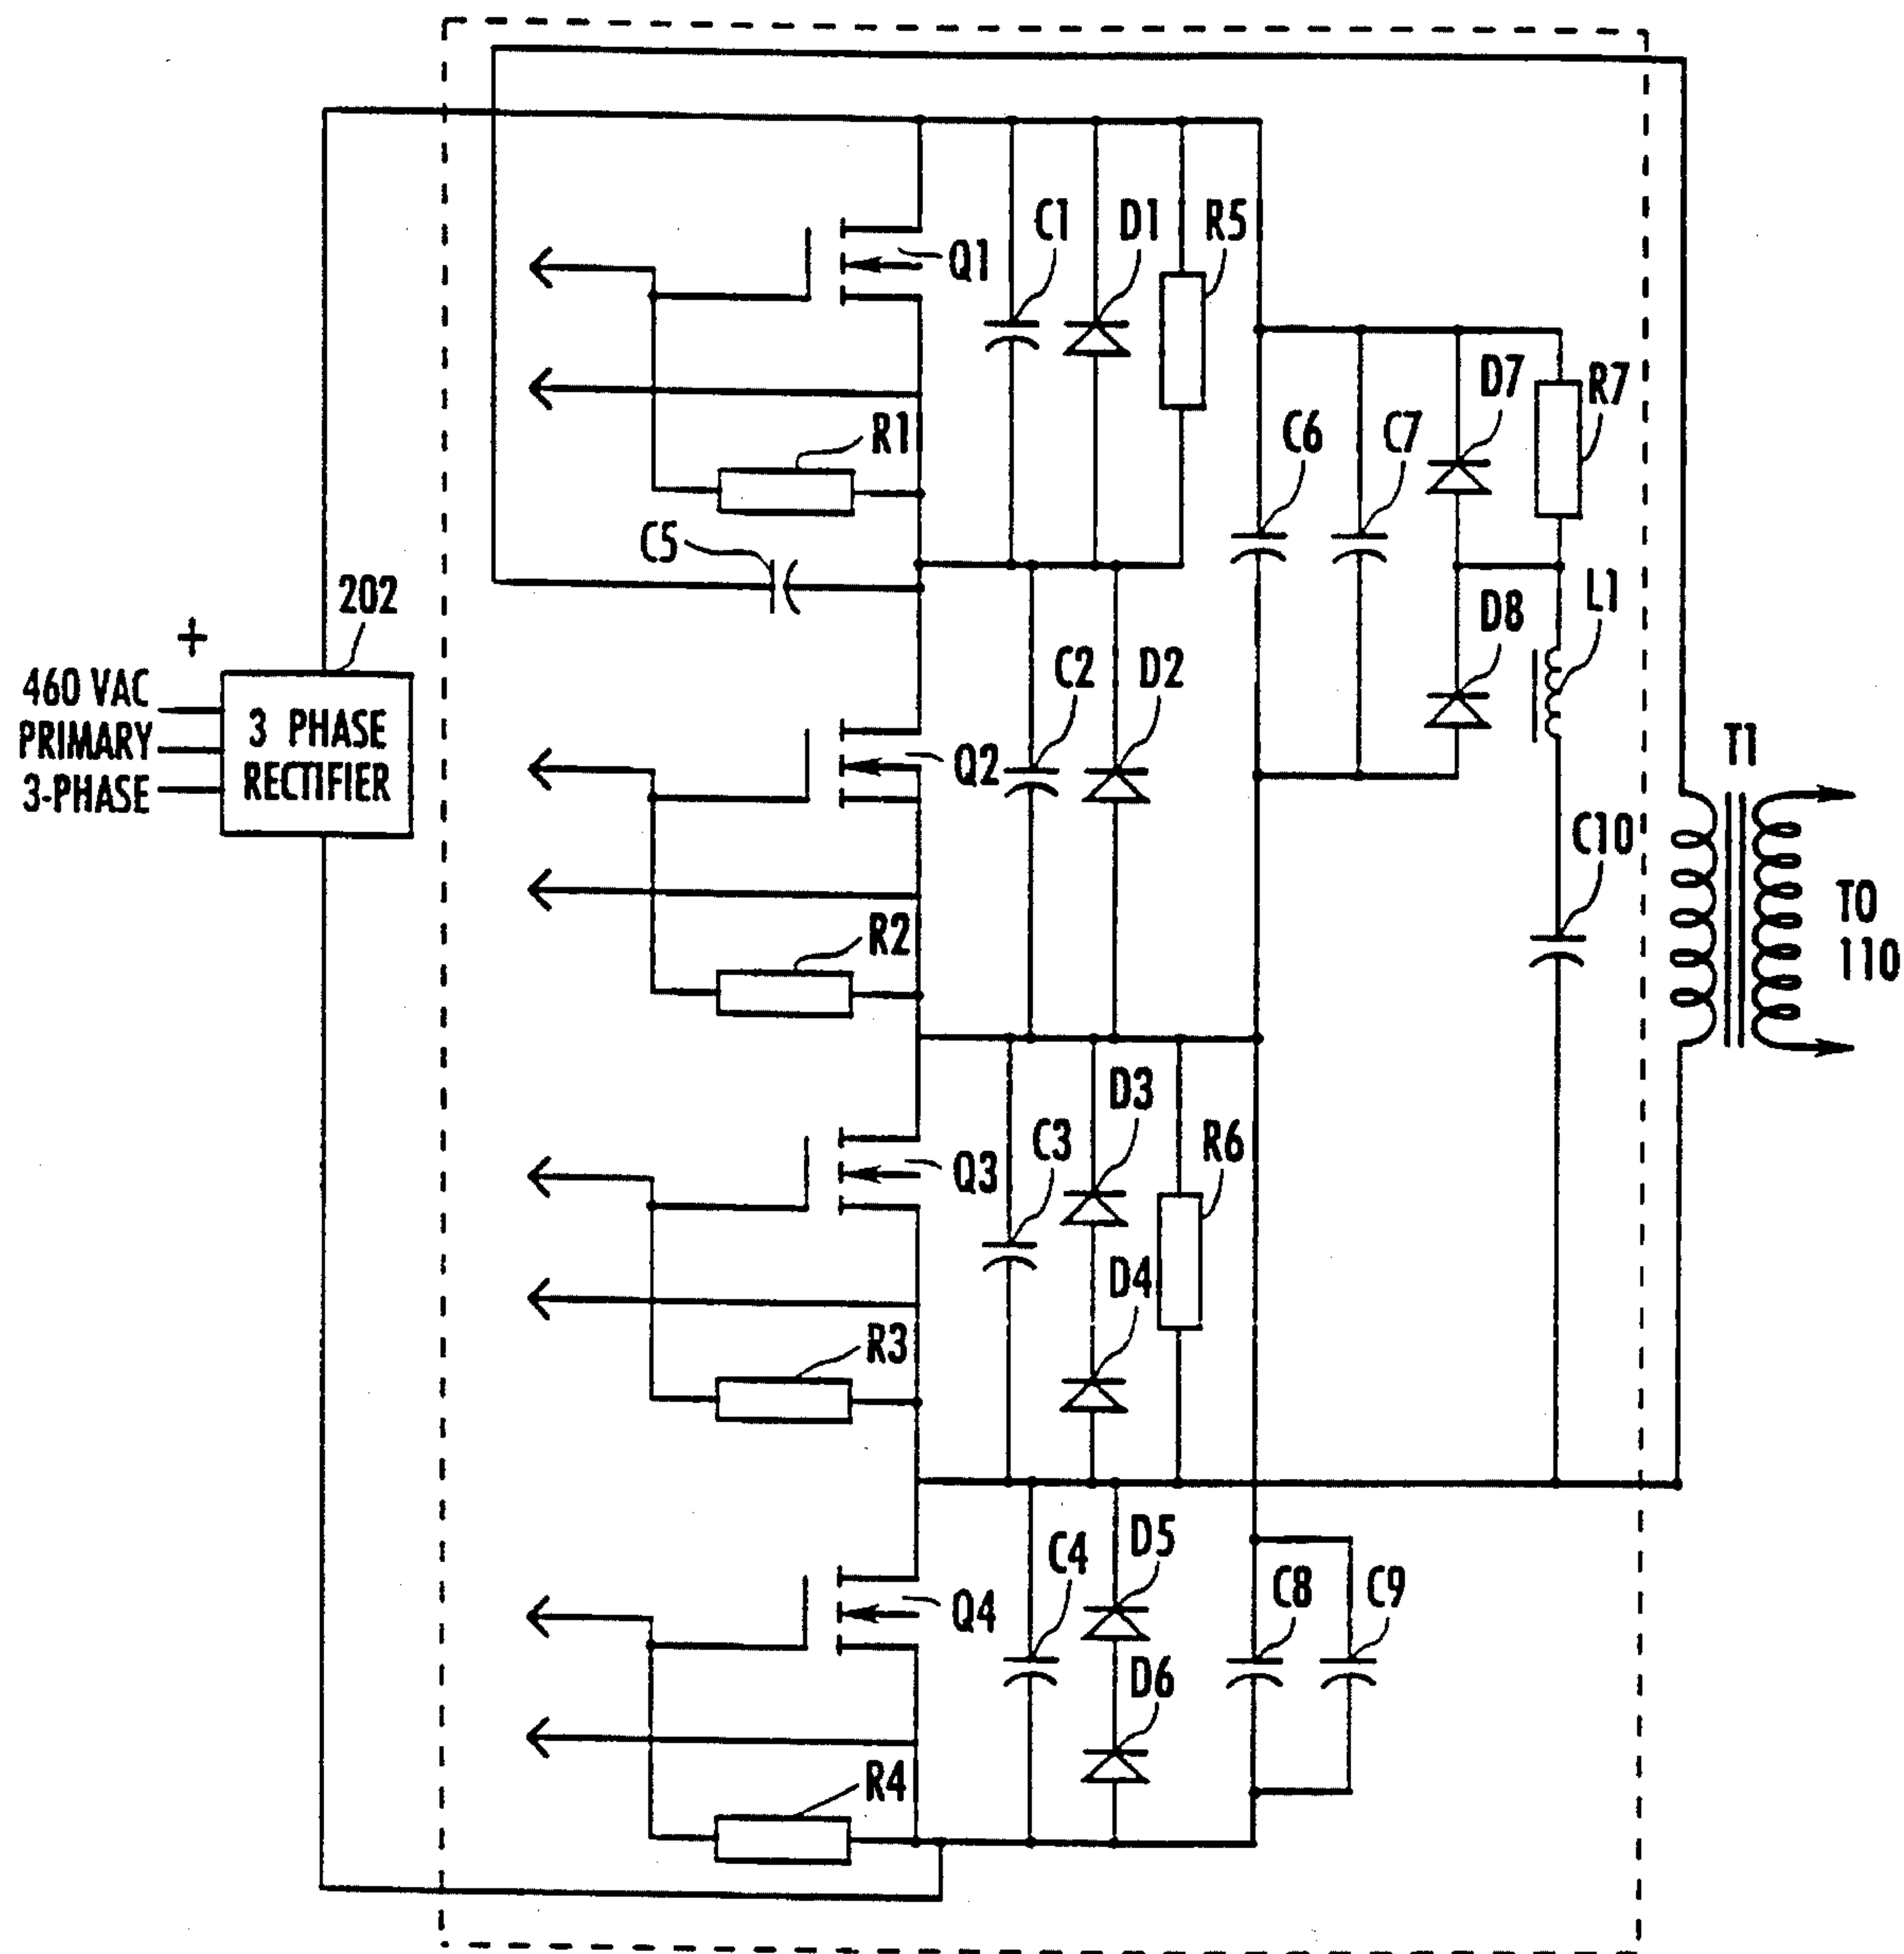 C1
D1
R5
Q1
D7
R7
R1
C6
C7
C5
202
+
460 VAC
PRIMARY
3-PHASE
3 PHASE
RECTIFIER
L1
D8
C2
D2
Q2
T1
C10
TO
110
R2
D3
C3
R6
Q3
D4
R3
D5
C4
C8
C9
Q4
D6
R4